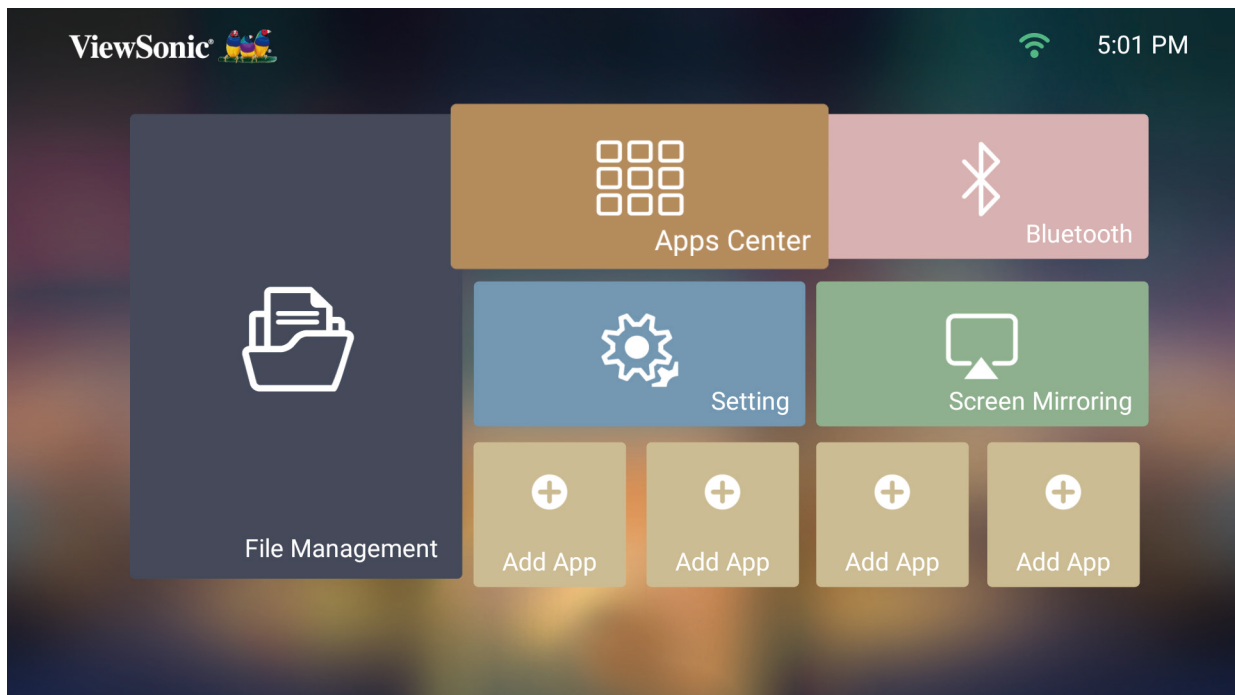 ViewSonic®
5:01 PM
Apps Center
Bluetooth
Setting
Screen Mirroring
File Management
Add App
Add App
Add App
Add App